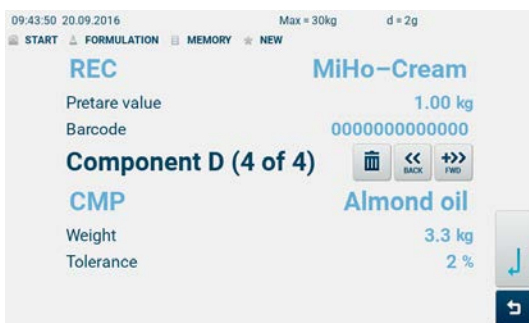 09:43:50 20.09.2016 Max = 30kg d = 2g
START FORMULATION MEMORY NEW
REC MiHo-Cream
Pretare value 1.00 kg
Barcode 0000000000000
Component D (4 of 4) << BACK +>> FWD
CMP Almond oil
Weight 3.3 kg
Tolerance 2 %